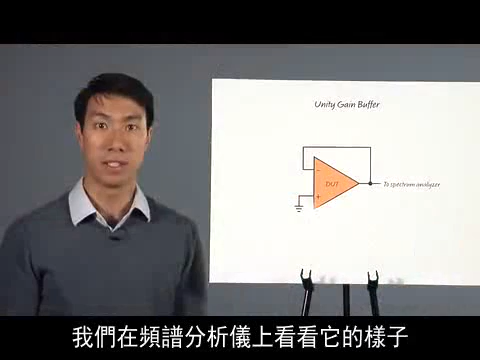 Unity Gain Buffer
-
DUT
To spectrum analyzer
+
我們在頻譜分析儀上看看它的樣子